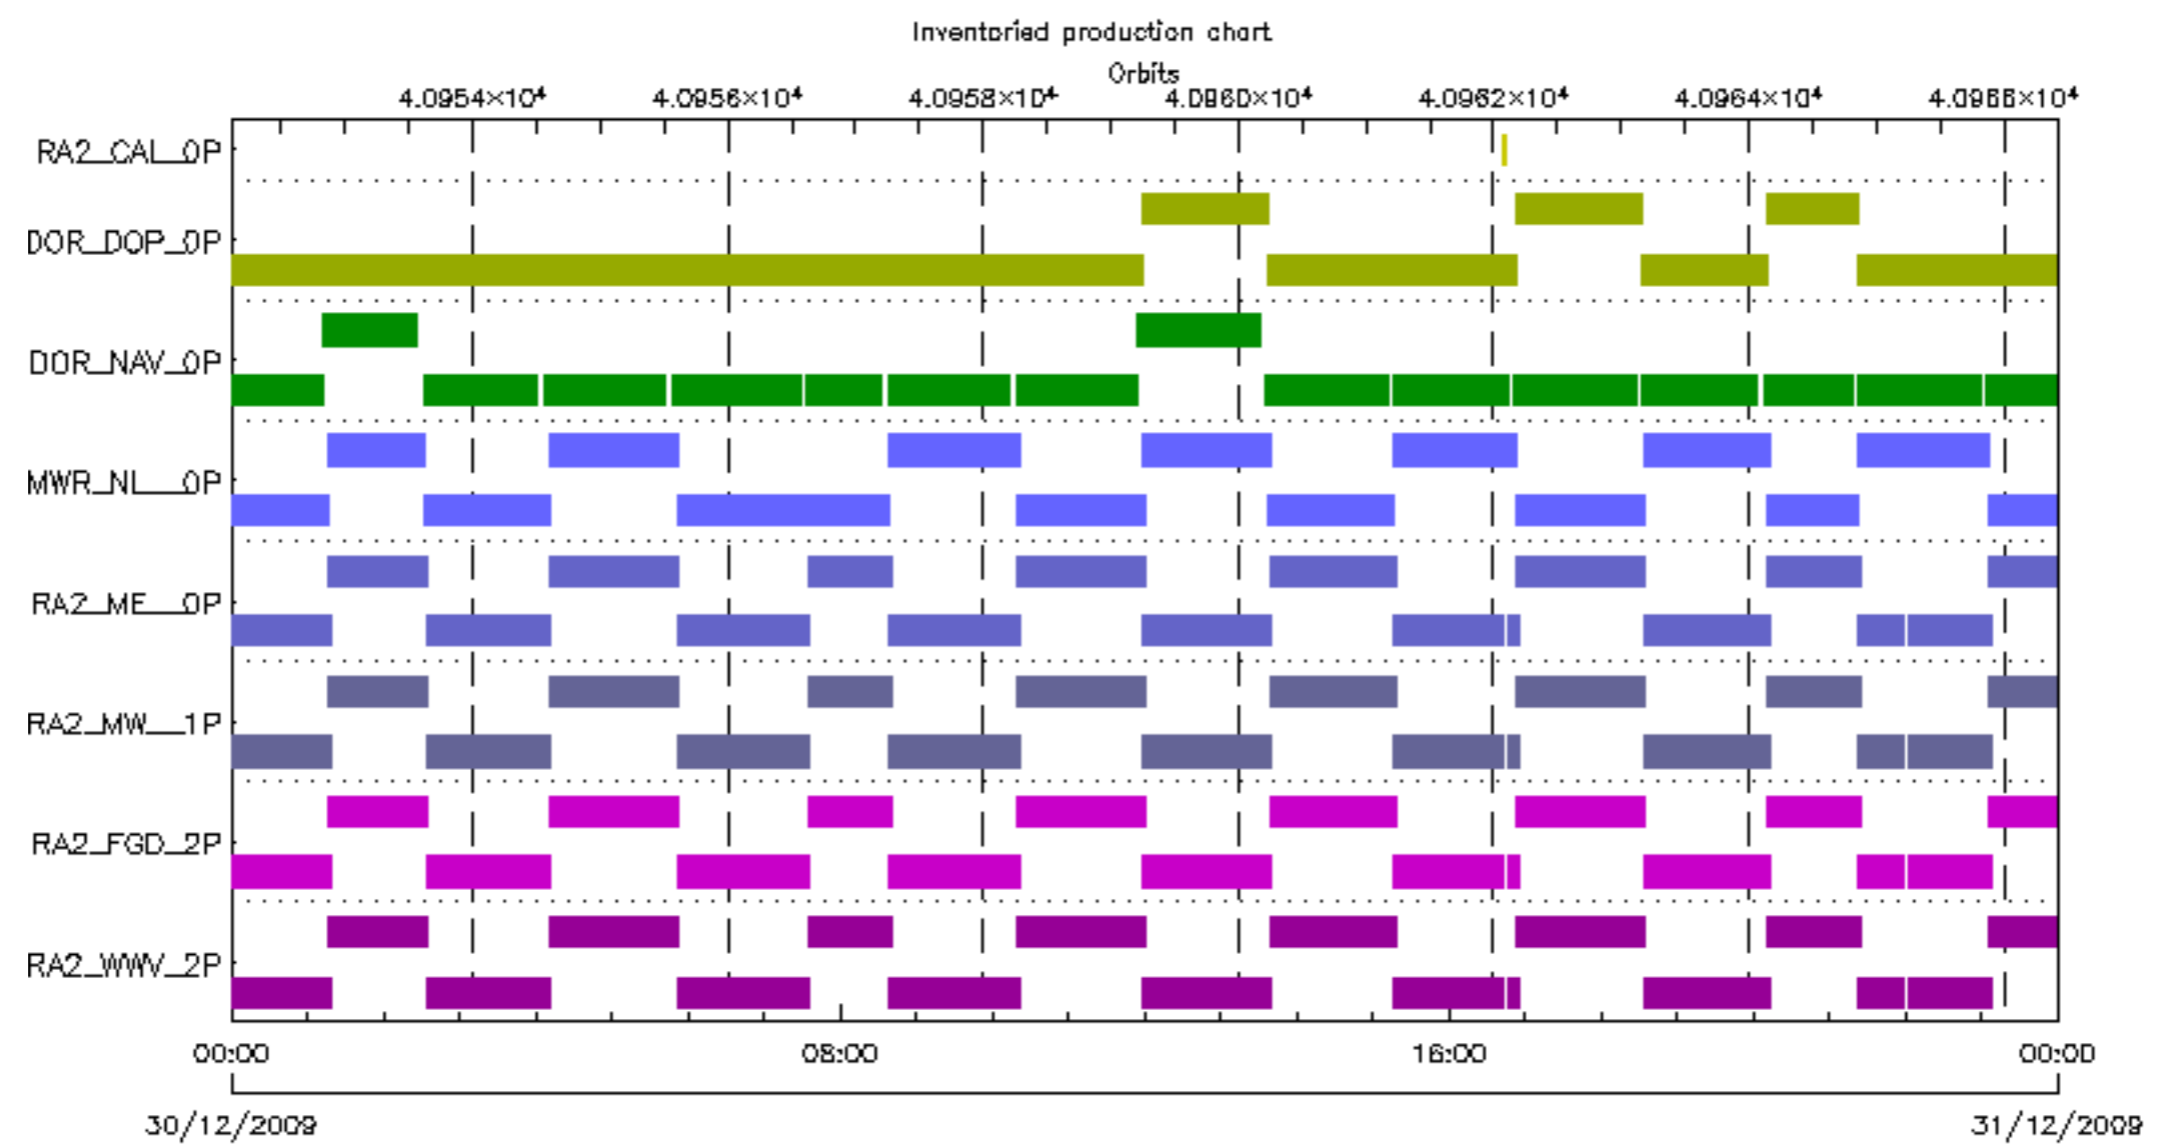 Inventoried production chart
Orbits
4.0954×10⁴ 4.0956×10⁴ 4.0958×10⁴ 4.0960×10⁴ 4.0962×10⁴ 4.0964×10⁴ 4.0966×10⁴
RA2_CAL_0P
DOR_DOP_0P
DOR_NAV_0P
MWR_NL__0P
RA2_ME__0P
RA2_MW__1P
RA2_FGD_2P
RA2_WWV_2P
00:00 08:00 16:00 00:00
30/12/2009 31/12/2009